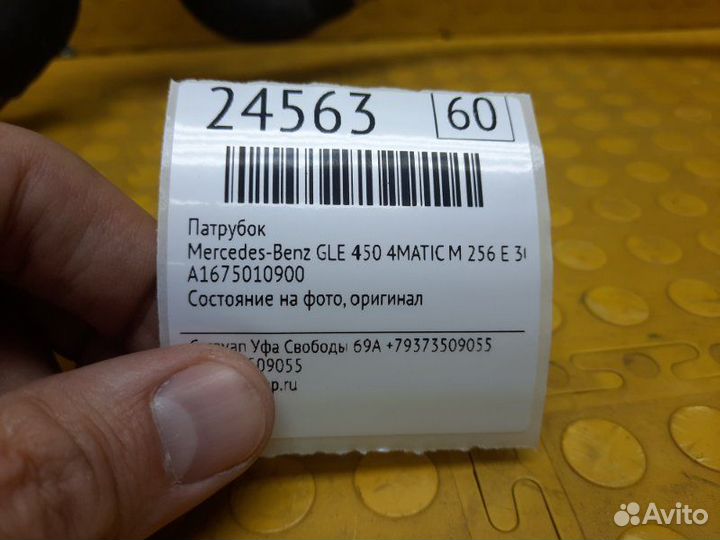 24563 60
Патрубок
Mercedes-Benz GLE 450 4MATIC M 256 E
A1675010900
Состояние на фото, оригинал
Уфа Свободы 69А +79373509055
509055
p.ru
Avito